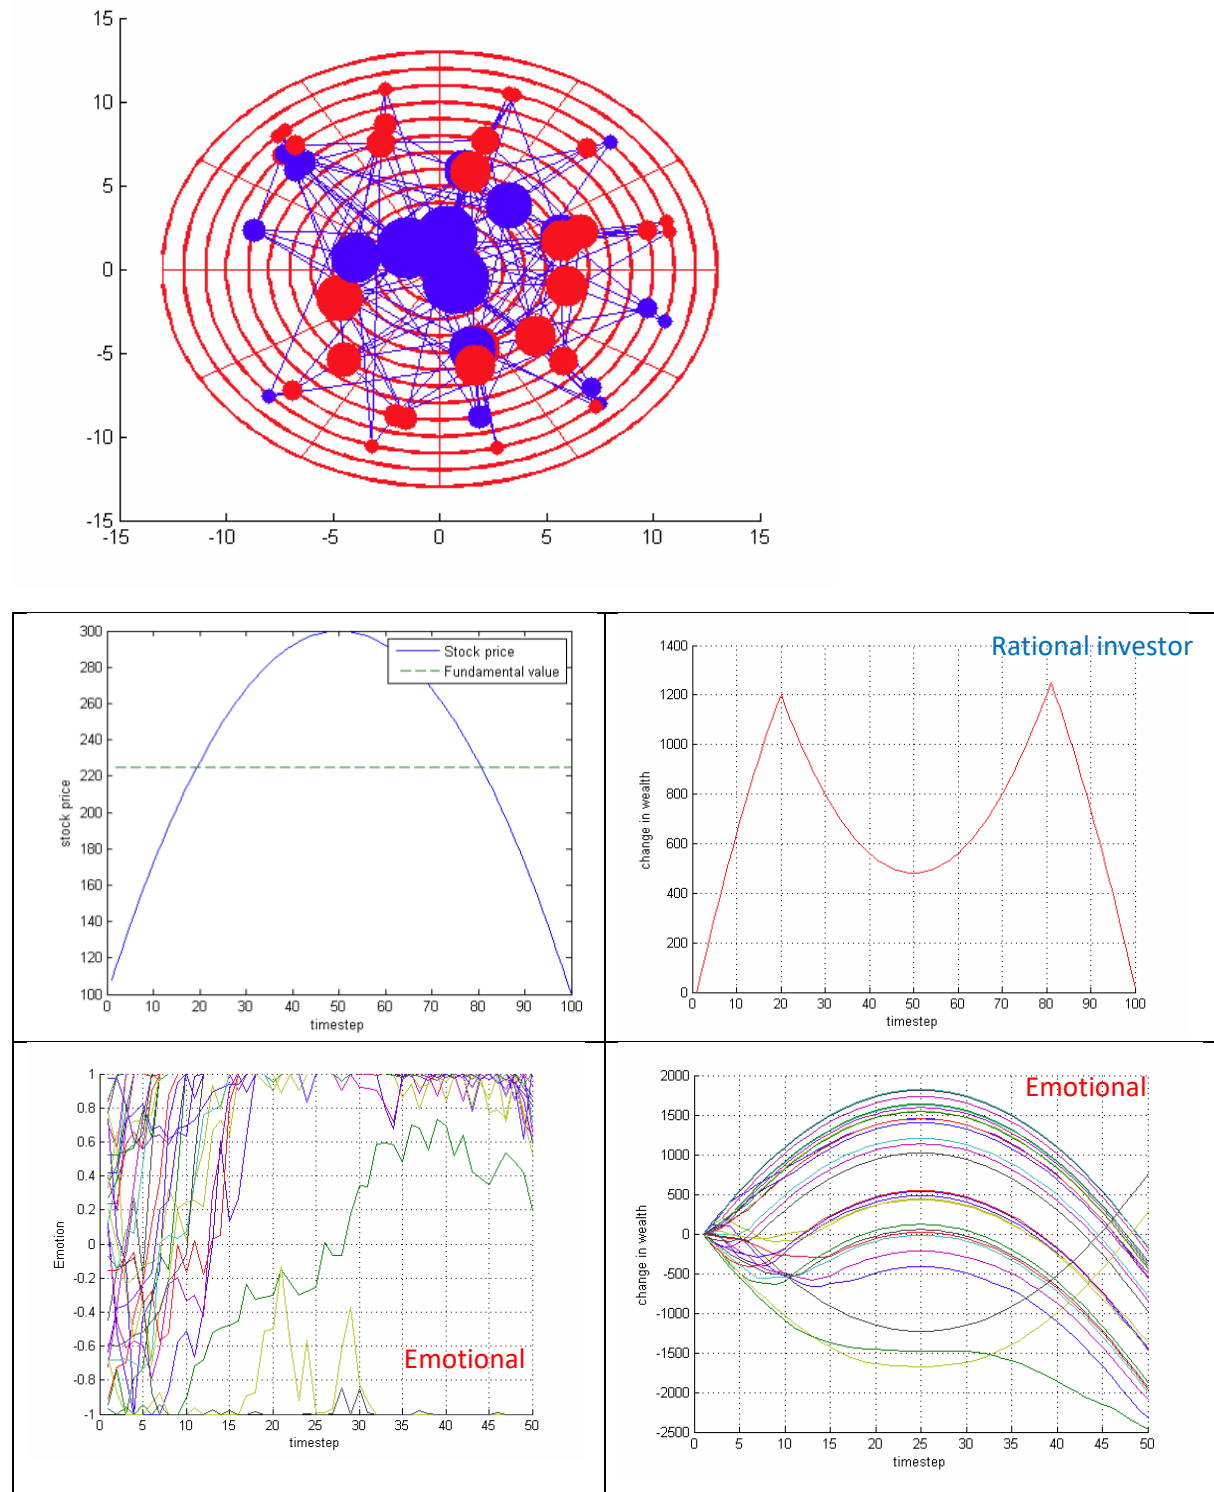 15
10
5
0
-5
-10
-15
-15 -10 -5 0 5 10 15
300
280
260
240
220
200
180
160
140
120
100
stock price
Stock price
Fundamental value
0 10 20 30 40 50 60 70 80 90 100
timestep
Rational investor
1400
1200
1000
800
600
400
200
0
change in wealth
10 20 30 40 50 60 70 80 90 100
timestep
1
0.8
0.6
0.4
0.2
0
-0.2
-0.4
-0.6
-0.8
-1
Emotion
Emotional
0 5 10 15 20 25 30 35 40 45 50
timestep
Emotional
2000
1500
1000
500
0
-500
-1000
-1500
-2000
-2500
change in wealth
0 5 10 15 20 25 30 35 40 45 50
timestep